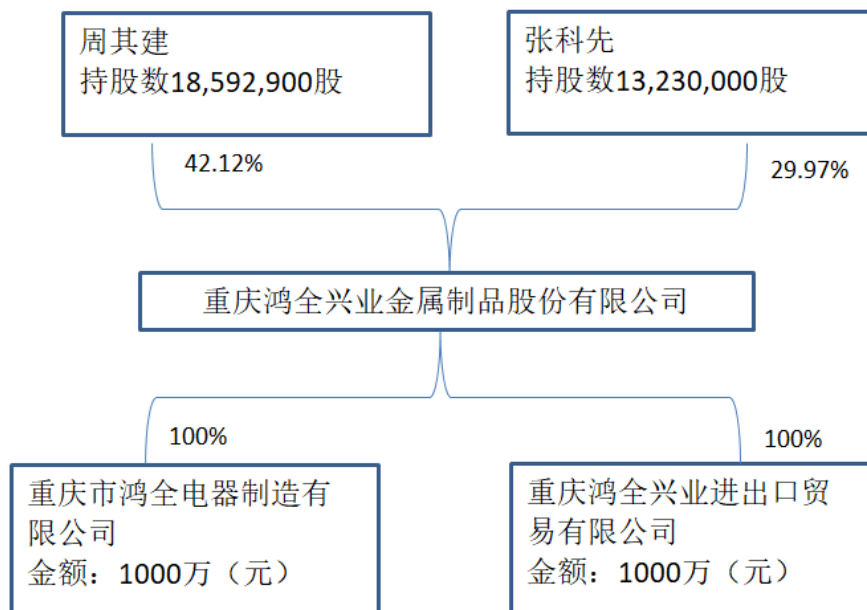 周其建
持股数18,592,900股
张科先
持股数13,230,000股
42.12%
29.97%
重庆鸿全兴业金属制品股份有限公司
100%
100%
重庆市鸿全电器制造有
限公司
金额：1000万（元）
重庆鸿全兴业进出口贸
易有限公司
金额：1000万（元）